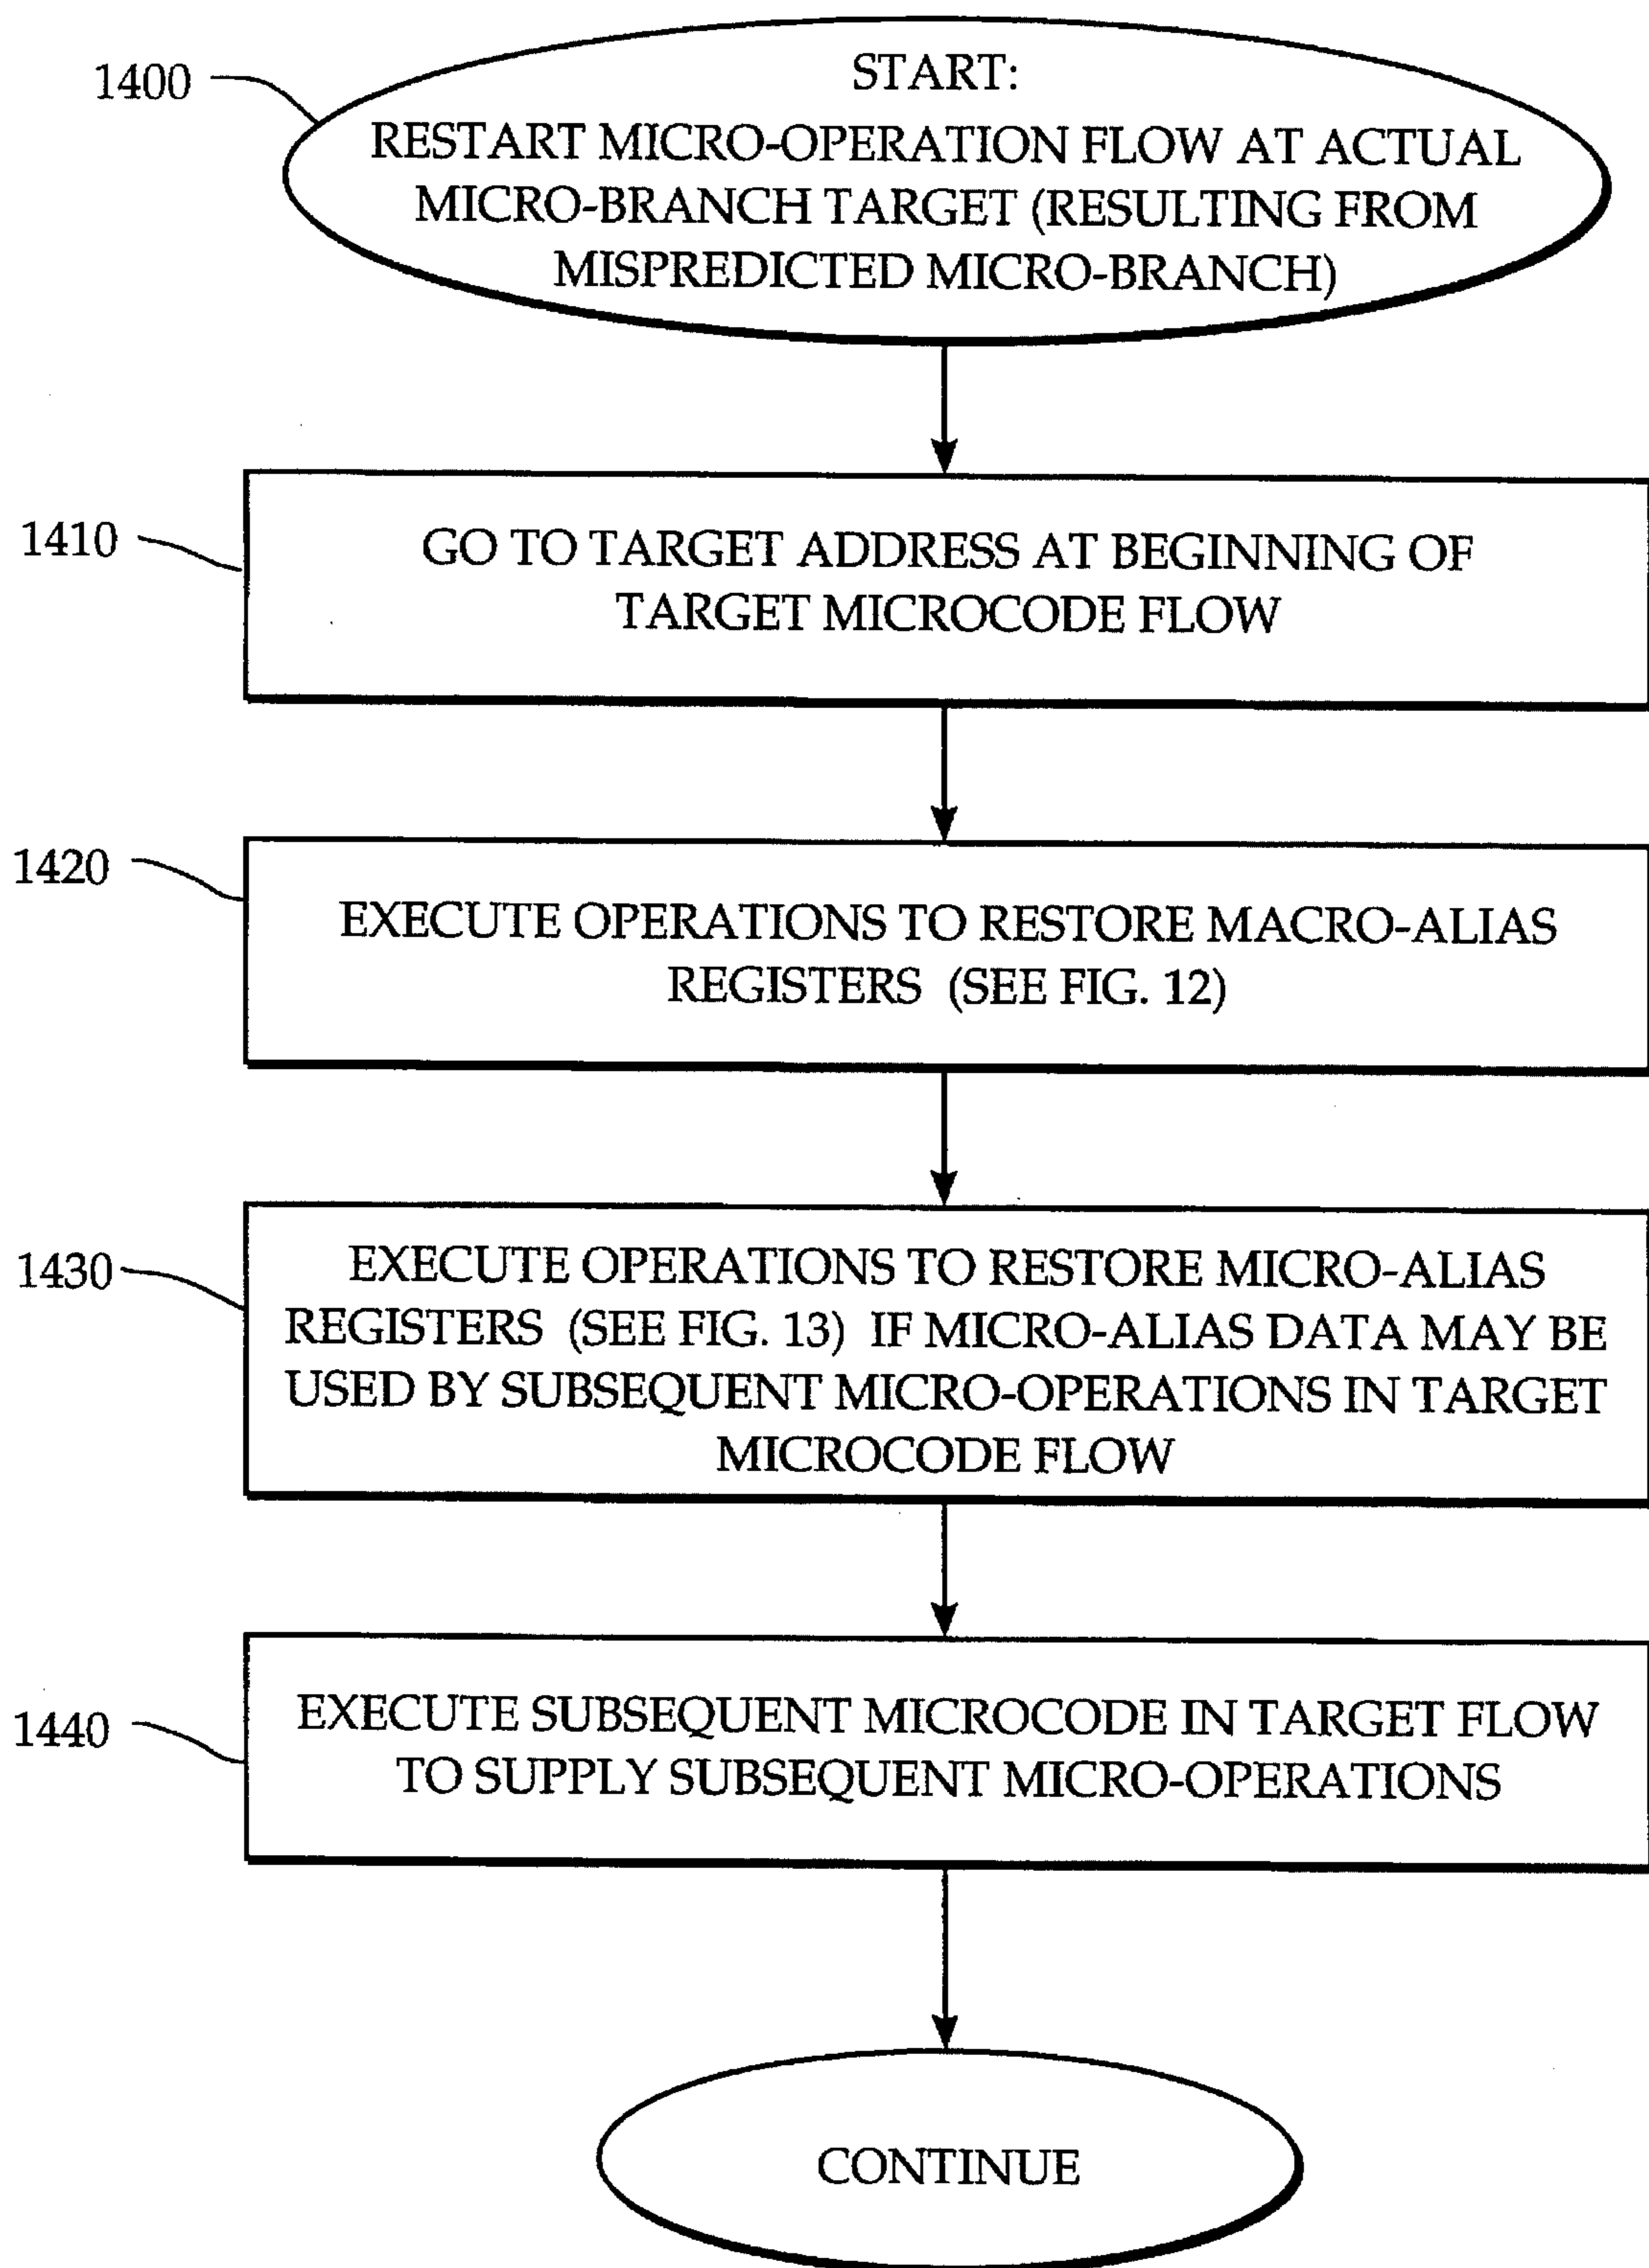 1400
START:
RESTART MICRO-OPERATION FLOW AT ACTUAL
MICRO-BRANCH TARGET (RESULTING FROM
MISPREDICTED MICRO-BRANCH)
1410
GO TO TARGET ADDRESS AT BEGINNING OF
TARGET MICROCODE FLOW
1420
EXECUTE OPERATIONS TO RESTORE MACRO-ALIAS
REGISTERS (SEE FIG. 12)
1430
EXECUTE OPERATIONS TO RESTORE MICRO-ALIAS
REGISTERS (SEE FIG. 13) IF MICRO-ALIAS DATA MAY BE
USED BY SUBSEQUENT MICRO-OPERATIONS IN TARGET
MICROCODE FLOW
1440
EXECUTE SUBSEQUENT MICROCODE IN TARGET FLOW
TO SUPPLY SUBSEQUENT MICRO-OPERATIONS
CONTINUE